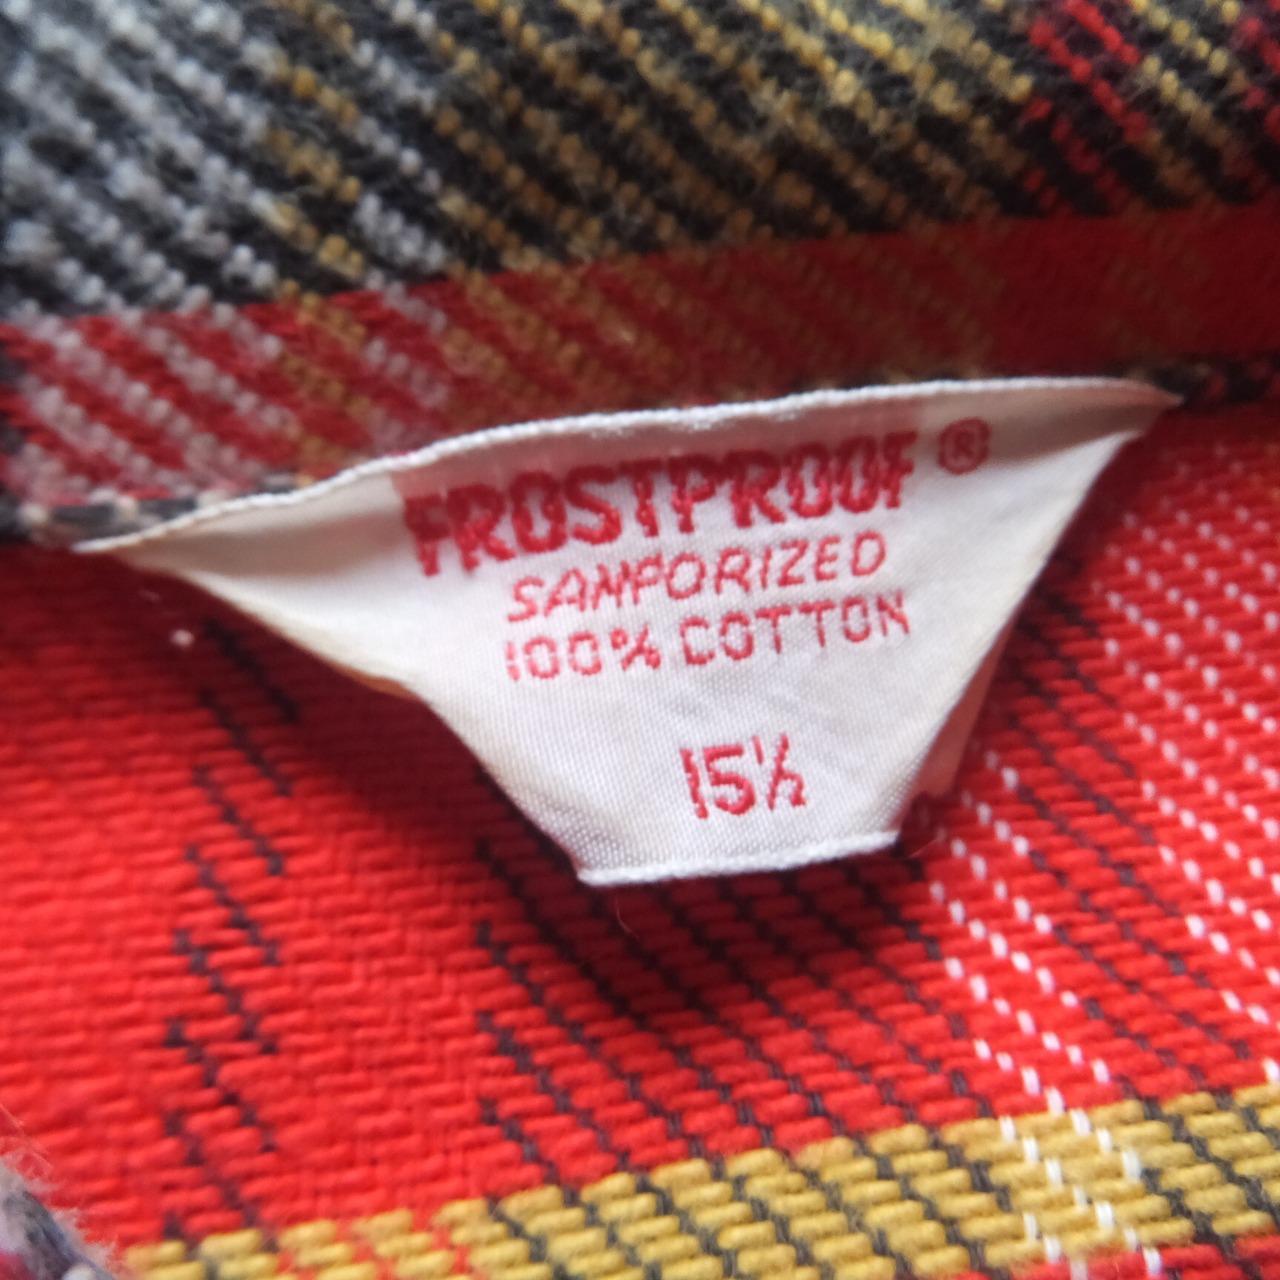 FROSTPROOF ®
SANFORIZED
100% COTTON
15½